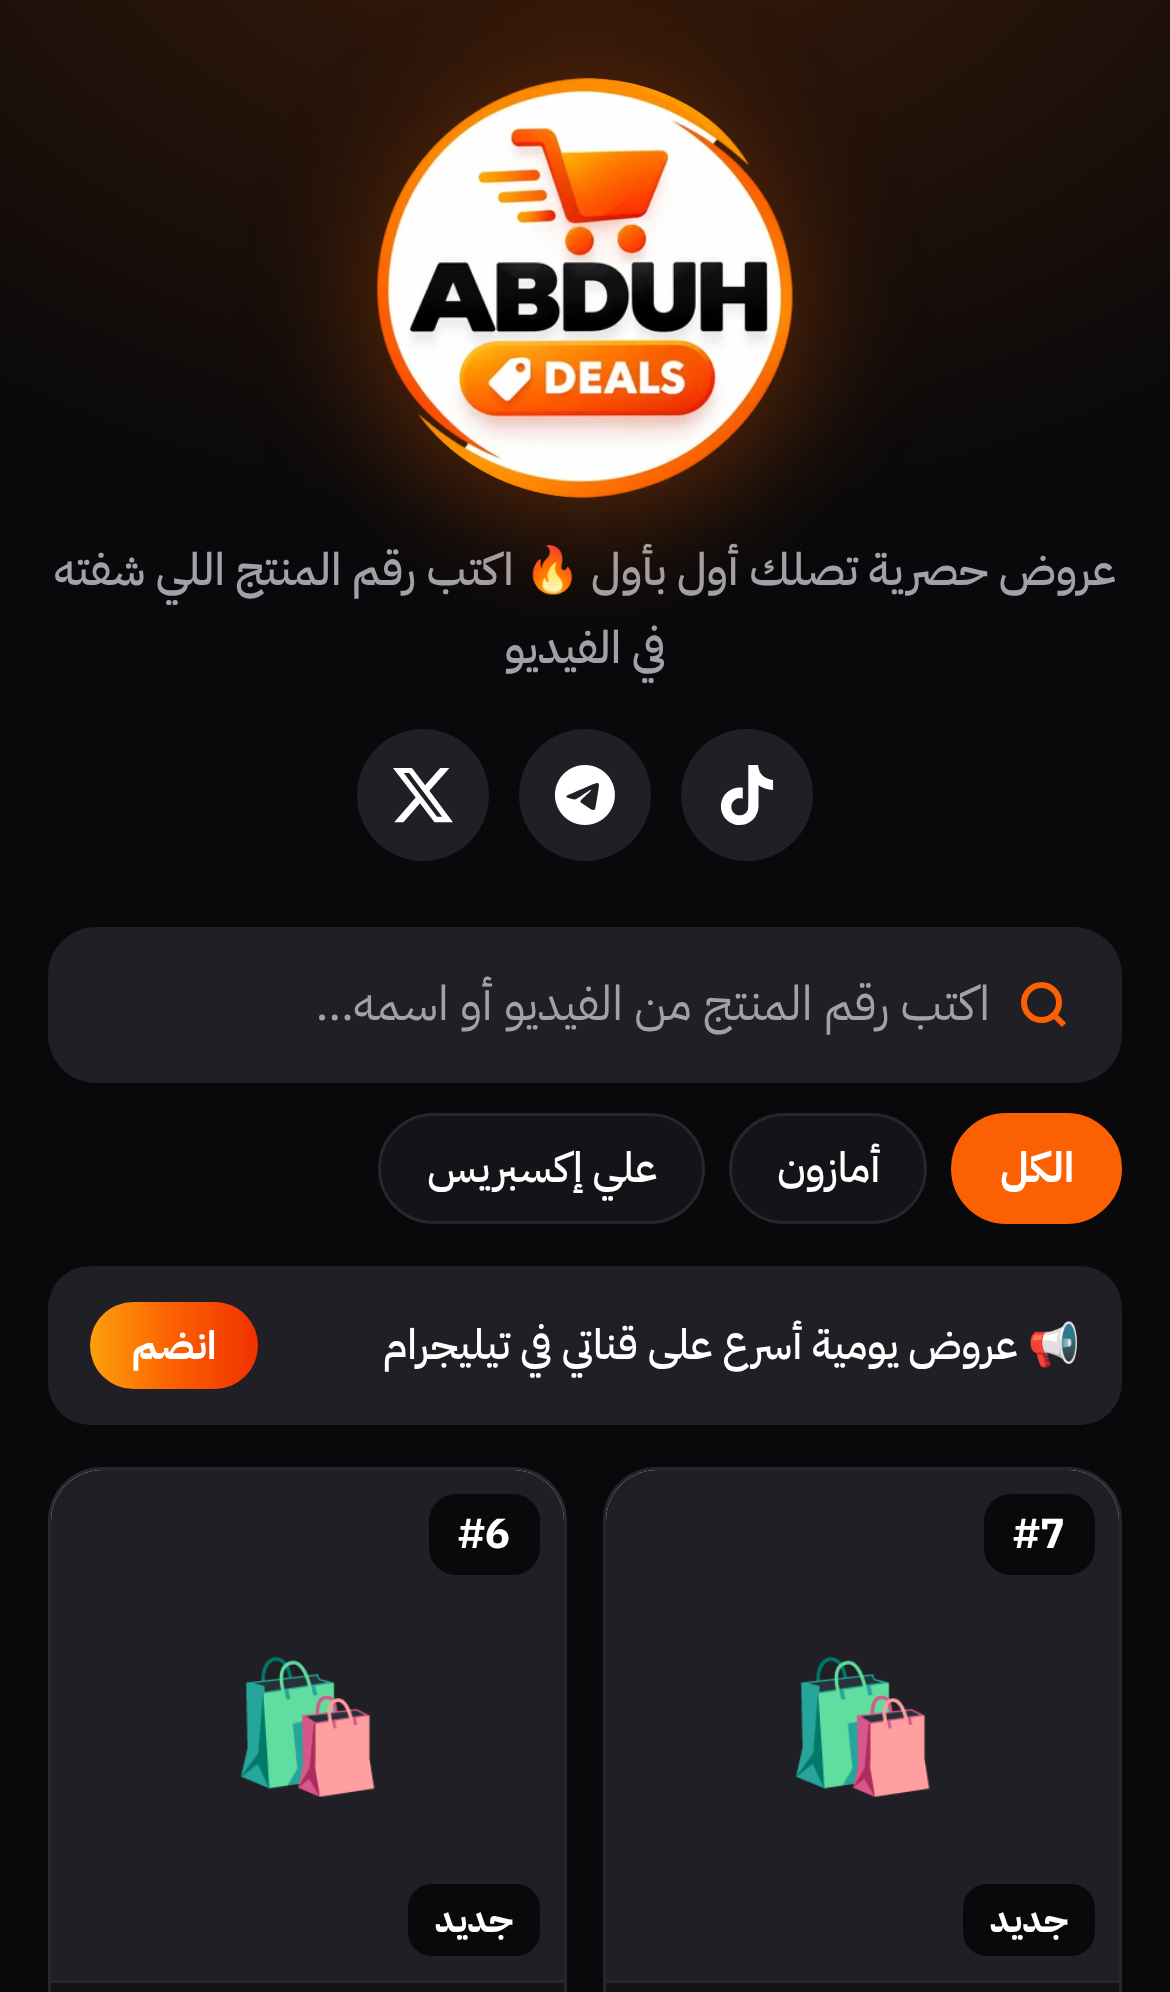 ABDUH
DEALS
عروض حصرية تصلك أول بأول 🔥 اكتب رقم المنتج اللي شفته
في الفيديو
اكتب رقم المنتج من الفيديو أو اسمه...
الكل
أمازون
علي إكسبريس
📢 عروض يومية أسرع على قناتي في تيليجرام
انضم
#7
#6
جديد
جديد